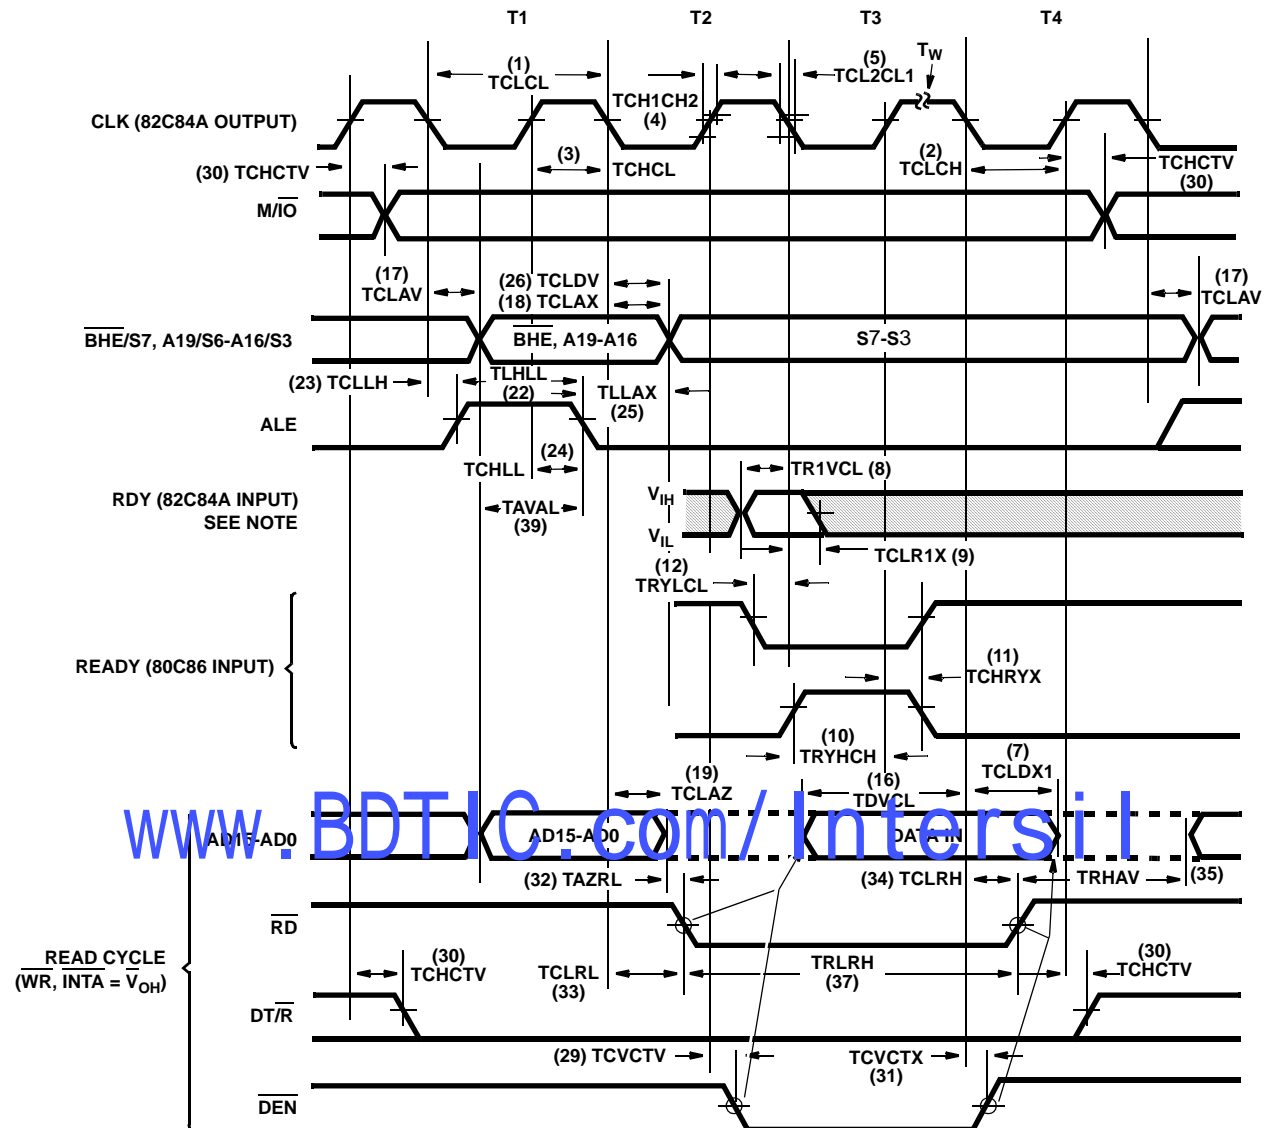 T1 T2 T3 T4
TW
(1)
TCLCL
TCH1CH2
(4)
(5)
TCL2CL1
CLK (82C84A OUTPUT)
(30) TCHCTV
(3)
TCHCL
(2)
TCLCH
TCHCTV
(30)
M/IO
(17)
TCLAV
(26) TCLDV
(18) TCLAX
(17)
TCLAV
BHE/S7, A19/S6-A16/S3
BHE, A19-A16
S7-S3
(23) TCLLH
TLHLL
(22)
TLLAX
(25)
ALE
TCHLL
(24)
TR1VCL (8)
RDY (82C84A INPUT)
SEE NOTE
VIH
VIL
TAVAL
(39)
TCLR1X (9)
(12)
TRYLCL
READY (80C86 INPUT)
(11)
TCHRYX
(10)
TRYHCH
(7)
TCLDX1
(19)
TCLAZ
(16)
TDVCL
www.BDTIC.com/Intersil
AD15-AD0
AD15-AD0
DATA IN
(32) TAZRL
(34) TCLRH
TRHAV
(35)
RD
READ CYCLE
(WR, INTA = VOH)
(30)
TCHCTV
TCLRL
(33)
TRLRH
(37)
(30)
TCHCTV
DT/R
(29) TCVCTV
TCVCTX
(31)
DEN